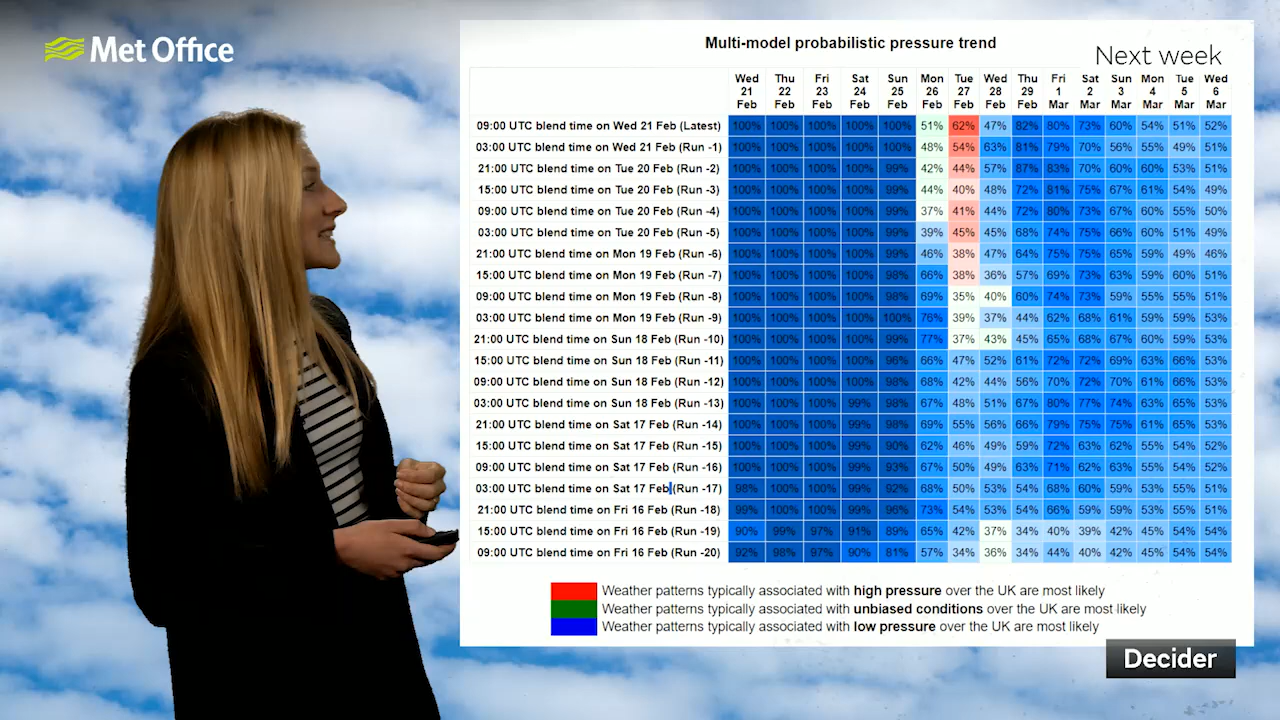 Met Office
Multi-model probabilistic pressure trend
Next week
Wed 21 Feb Thu 22 Feb Fri 23 Feb Sat 24 Feb Sun 25 Feb Mon 26 Feb Tue 27 Feb Wed 28 Feb Thu 29 Feb Fri 1 Mar Sat 2 Mar Sun 3 Mar Mon 4 Mar Tue 5 Mar Wed 6 Mar
09:00 UTC blend time on Wed 21 Feb (Latest) 100% 100% 100% 100% 100% 51% 62% 47% 82% 80% 73% 60% 54% 51% 52%
03:00 UTC blend time on Wed 21 Feb (Run -1) 100% 100% 100% 100% 100% 48% 54% 63% 81% 79% 70% 56% 55% 49% 51%
21:00 UTC blend time on Tue 20 Feb (Run -2) 100% 100% 100% 100% 99% 42% 44% 57% 87% 83% 70% 60% 60% 53% 51%
15:00 UTC blend time on Tue 20 Feb (Run -3) 100% 100% 100% 100% 99% 44% 40% 48% 72% 81% 75% 67% 61% 54% 49%
09:00 UTC blend time on Tue 20 Feb (Run -4) 100% 100% 100% 100% 99% 37% 41% 44% 72% 80% 73% 67% 60% 55% 50%
03:00 UTC blend time on Tue 20 Feb (Run -5) 100% 100% 100% 100% 99% 39% 45% 45% 68% 74% 75% 66% 60% 51% 49%
21:00 UTC blend time on Mon 19 Feb (Run -6) 100% 100% 100% 100% 99% 46% 38% 47% 64% 75% 75% 65% 59% 49% 46%
15:00 UTC blend time on Mon 19 Feb (Run -7) 100% 100% 100% 100% 98% 66% 38% 36% 57% 69% 73% 63% 59% 60% 51%
09:00 UTC blend time on Mon 19 Feb (Run -8) 100% 100% 100% 100% 98% 69% 35% 40% 60% 74% 73% 59% 55% 55% 51%
03:00 UTC blend time on Mon 19 Feb (Run -9) 100% 100% 100% 100% 100% 76% 39% 37% 44% 62% 68% 61% 59% 59% 53%
21:00 UTC blend time on Sun 18 Feb (Run -10) 100% 100% 100% 100% 98% 77% 37% 43% 45% 65% 68% 67% 60% 59% 53%
15:00 UTC blend time on Sun 18 Feb (Run -11) 100% 100% 100% 100% 96% 66% 47% 52% 61% 72% 72% 69% 63% 66% 53%
09:00 UTC blend time on Sun 18 Feb (Run -12) 100% 100% 100% 100% 98% 68% 42% 44% 56% 70% 72% 70% 61% 66% 53%
03:00 UTC blend time on Sun 18 Feb (Run -13) 100% 100% 100% 99% 98% 67% 48% 51% 67% 80% 77% 74% 63% 65% 53%
21:00 UTC blend time on Sat 17 Feb (Run -14) 100% 100% 100% 99% 98% 69% 55% 56% 66% 79% 75% 75% 61% 65% 53%
15:00 UTC blend time on Sat 17 Feb (Run -15) 100% 100% 100% 99% 90% 62% 46% 49% 59% 72% 63% 62% 55% 54% 52%
09:00 UTC blend time on Sat 17 Feb (Run -16) 100% 100% 100% 99% 93% 67% 50% 49% 63% 71% 62% 63% 55% 54% 52%
03:00 UTC blend time on Sat 17 Feb (Run -17) 98% 100% 100% 99% 92% 68% 50% 53% 54% 68% 60% 59% 53% 55% 51%
21:00 UTC blend time on Fri 16 Feb (Run -18) 99% 100% 100% 99% 96% 73% 54% 53% 54% 66% 59% 59% 53% 55% 51%
15:00 UTC blend time on Fri 16 Feb (Run -19) 90% 99% 97% 91% 89% 65% 42% 37% 34% 40% 39% 42% 45% 54% 54%
09:00 UTC blend time on Fri 16 Feb (Run -20) 92% 98% 97% 90% 81% 57% 34% 36% 34% 44% 40% 42% 45% 54% 54%
Weather patterns typically associated with high pressure over the UK are most likely
Weather patterns typically associated with unbiased conditions over the UK are most likely
Weather patterns typically associated with low pressure over the UK are most likely
Decider